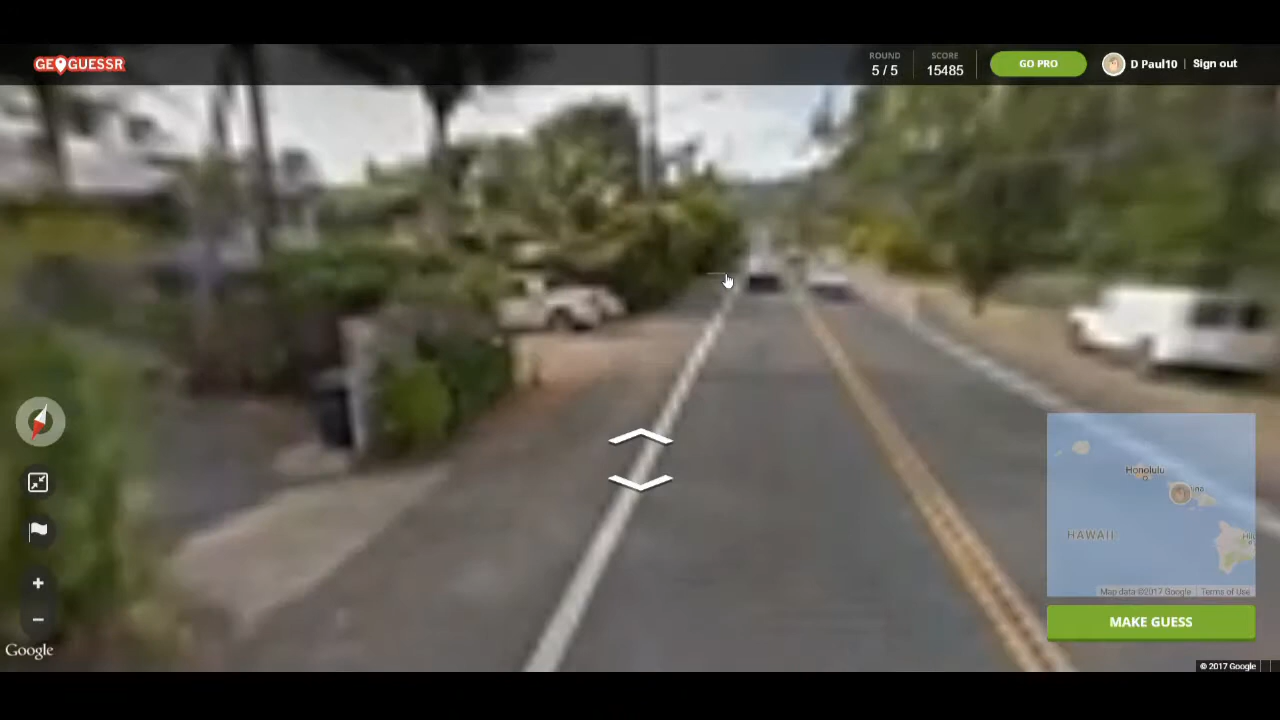 GEOGUESSR
ROUND
5 / 5
SCORE
15485
GO PRO
D Paul10 | Sign out
Honolulu
HAWAII
Map data ©2017 Google
Terms of Use
MAKE GUESS
Google
© 2017 Google